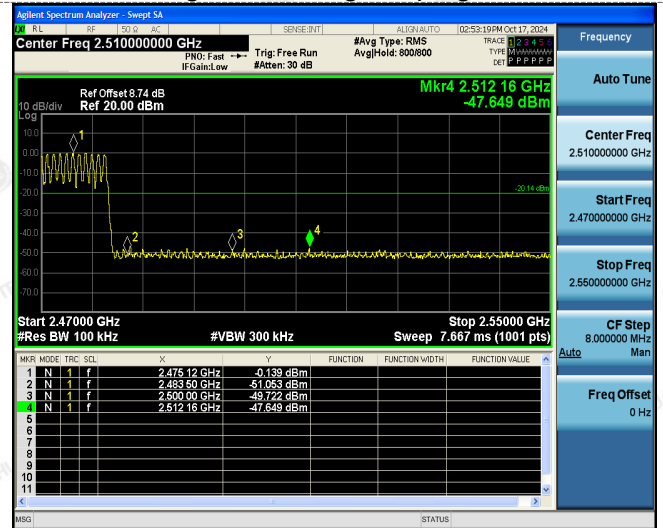 Agilent Spectrum Analyzer - Swept SA
LXI RL RF 50 Ω AC SENSE:INT ALIGN AUTO 02:53:19 PM Oct 17, 2024
Center Freq 2.510000000 GHz #Avg Type: RMS TRACE 1 2 3 4 5 6
PNO: Fast Trig: Free Run Avg|Hold: 800/800 TYPE M
IFGain:Low #Atten: 30 dB DET P P P P P P
Mkr4 2.512 16 GHz
-47.649 dBm
Ref Offset 8.74 dB
10 dB/div Ref 20.00 dBm
Log
10.0
0.00
-10.0
-20.0
-30.0
-40.0
-50.0
-60.0
-70.0
1
2
3
4
-20.14 dBm
Start 2.47000 GHz Stop 2.55000 GHz
#Res BW 100 kHz #VBW 300 kHz Sweep 7.667 ms (1001 pts)
MKR MODE TRC SCL X Y FUNCTION FUNCTION WIDTH FUNCTION VALUE
1 N 1 f 2.475 12 GHz -0.139 dBm
2 N 1 f 2.483 50 GHz -51.053 dBm
3 N 1 f 2.500 00 GHz -49.722 dBm
4 N 1 f 2.512 16 GHz -47.649 dBm
5
6
7
8
9
10
11
MSG STATUS
Frequency
Auto Tune
Center Freq
2.510000000 GHz
Start Freq
2.470000000 GHz
Stop Freq
2.550000000 GHz
CF Step
8.000000 MHz
Auto Man
Freq Offset
0 Hz